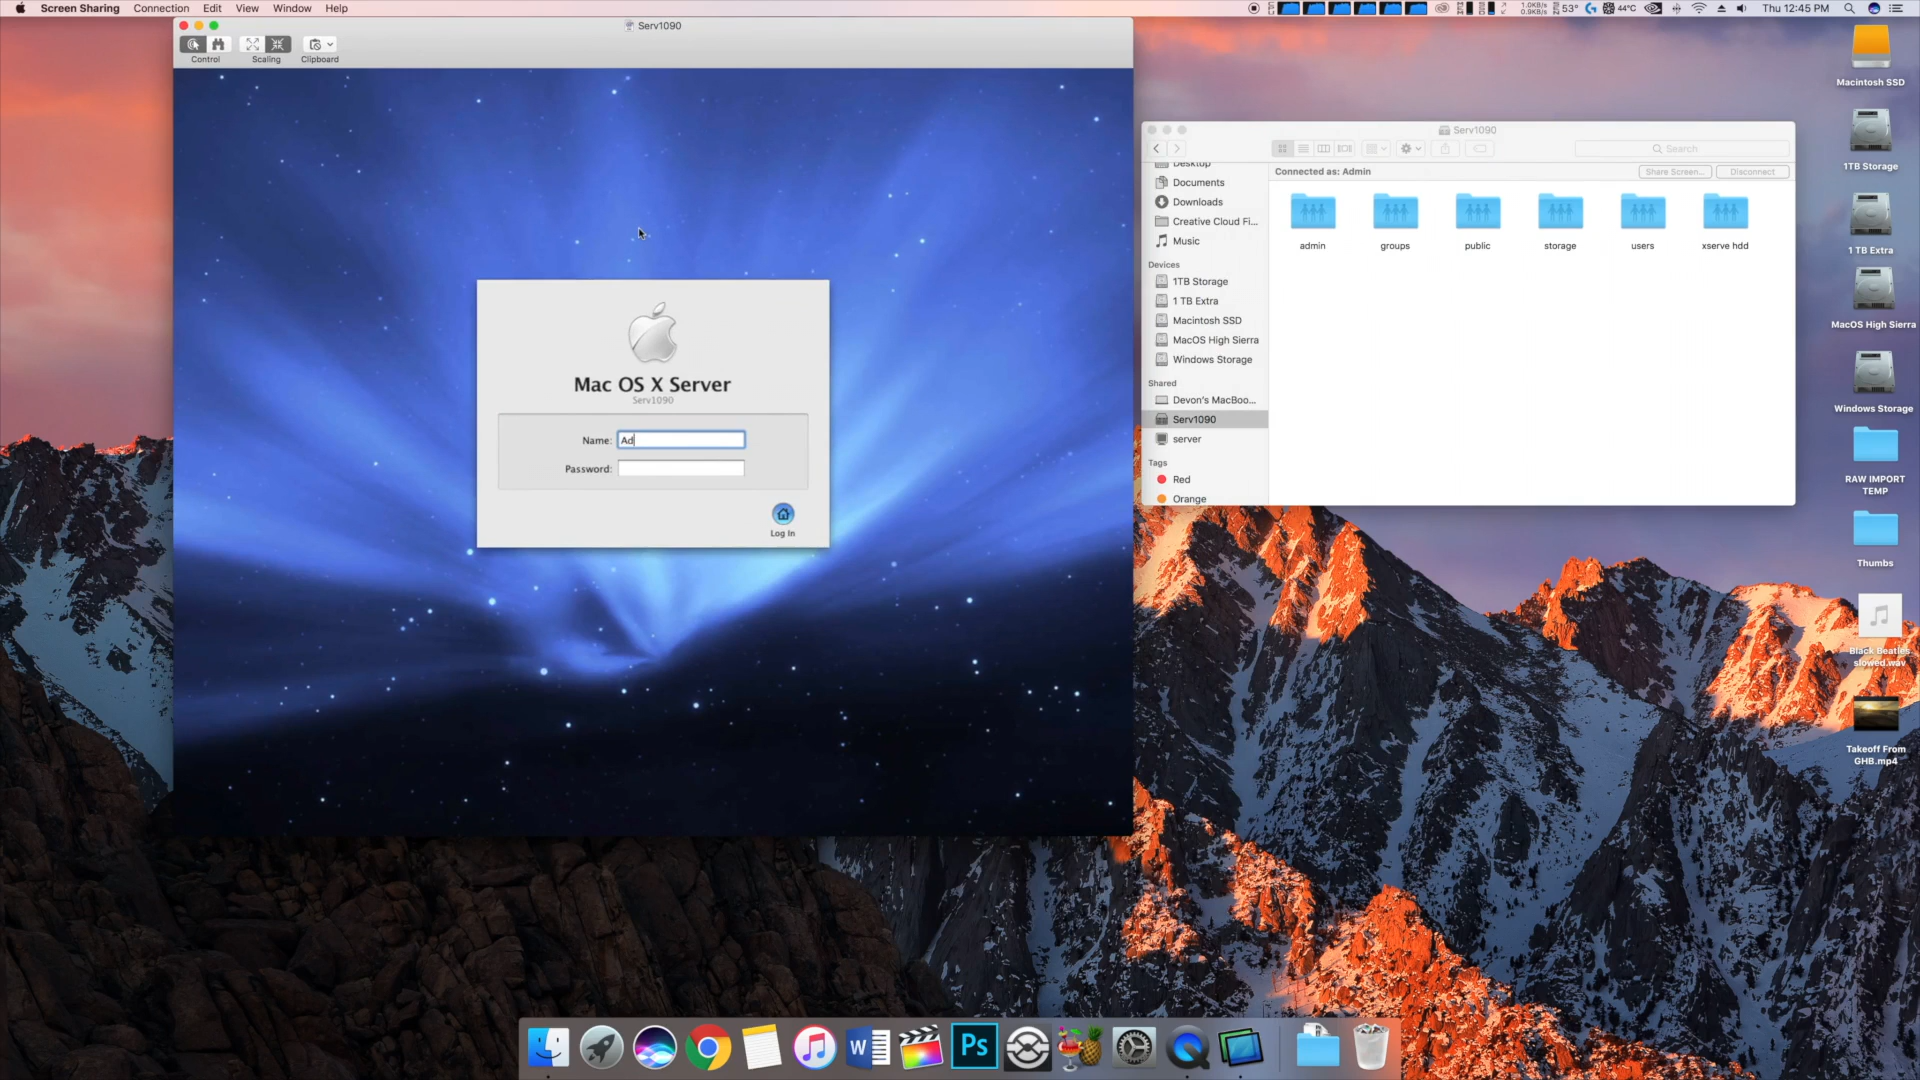 Screen Sharing Connection Edit View Window Help
1.0KB/s
0.9KB/s
53° 44°C Thu 12:45 PM
Serv1090
Control Scaling Clipboard
Mac OS X Server
Serv1090
Name: Ad
Password:
Log In
Serv1090
Search
Connected as: Admin Share Screen... Disconnect
Desktop
Documents
Downloads
Creative Cloud Fi...
Music
Devices
1TB Storage
1 TB Extra
Macintosh SSD
MacOS High Sierra
Windows Storage
Shared
Devon's MacBoo...
Serv1090
server
Tags
Red
Orange
admin groups public storage users xserve hdd
Macintosh SSD
1TB Storage
1 TB Extra
MacOS High Sierra
Windows Storage
RAW IMPORT
TEMP
Thumbs
Black Beatles
slowed.wav
Takeoff From
GHB.mp4
W
Ps